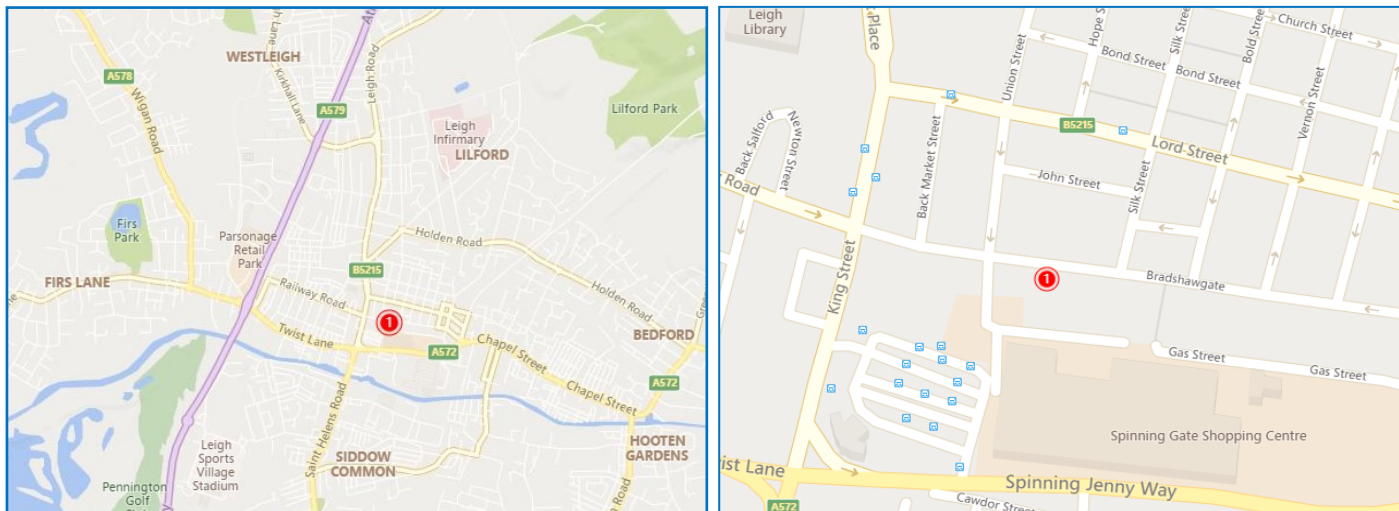 WESTLEIGH
Leigh Road
Kirkhall Lane
A578
Wigan Road
A579
Leigh
Infirmary
LILFORD
Lilford Park
Firs
Park
Parsonage
Retail
Park
Holden Road
B5215
FIRS LANE
Railway Road
Holden Road
1
Twist Lane
A572
Chapel Street
BEDFORD
Chapel Street
A572
Saint Helens Road
Leigh
Sports
Village
Stadium
SIDDOW
COMMON
HOOTEN
GARDENS
Pennington
Golf
Leigh
Library
Place
Union Street
Hope S
Silk Street
Bold Stree
Church Street
Bond Street
Bond Street
Vernon Street
B5215
Lord Street
Back Salford
Newton Street
Back Market Street
John Street
Silk Street
Road
King Street
1
Bradshawgate
Gas Street
Gas Street
Spinning Gate Shopping Centre
Twist Lane
Spinning Jenny Way
A572
Cawdor Street